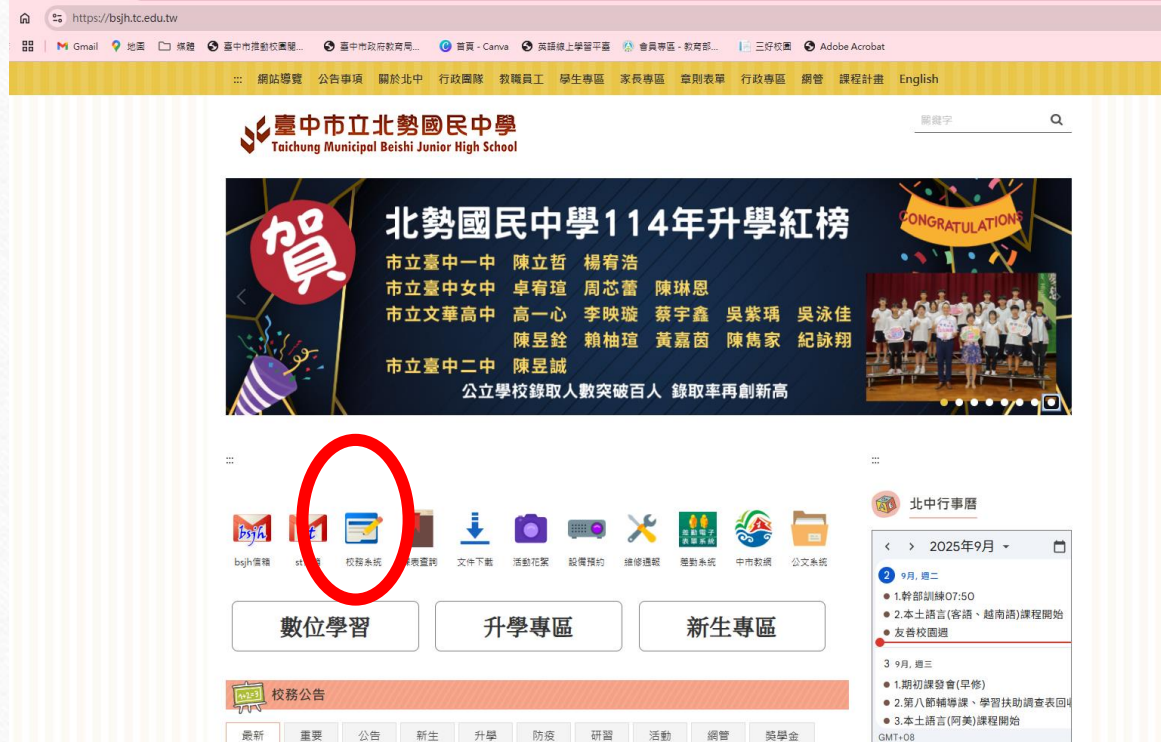 https://bsjh.tc.edu.tw
Gmail 地圖 媒體 臺中市推動校園閱... 臺中市政府教育局... 首頁 - Canva 英語線上學習平臺 會員專區 - 教育部... 三好校園 Adobe Acrobat
::: 網站導覽 公告事項 關於北中 行政團隊 教職員工 學生專區 家長專區 章則表單 行政專區 網管 課程計畫 English
臺中市立北勢國民中學
Taichung Municipal Beishi Junior High School
關鍵字
賀
北勢國民中學114年升學紅榜
CONGRATULATIONS
市立臺中一中 陳立哲 楊宥浩
市立臺中女中 卓宥瑄 周芯蕾 陳琳恩
市立文華高中 高一心 李映璇 蔡宇鑫 吳紫瑀 吳泳佳
陳昱銓 賴柚瑄 黃嘉茵 陳雋家 紀詠翔
市立臺中二中 陳昱誠
公立學校錄取人數突破百人 錄取率再創新高
:::
:::
北中行事曆
bsjh
t
差勤電子
表單系統
bsjh信箱 st 校務系統 課表查詢 文件下載 活動花絮 設備預約 維修通報 差勤系統 中市教網 公文系統
2025年9月
2 9月, 週二
1.幹部訓練07:50
2.本土語言(客語、越南語)課程開始
友善校園週
數位學習 升學專區 新生專區
3 9月, 週三
1.期初課發會(早修)
2.第八節輔導課、學習扶助調查表回收
3.本土語言(阿美)課程開始
GMT+08
1+2=3
校務公告
最新 重要 公告 新生 升學 防疫 研習 活動 網管 獎學金